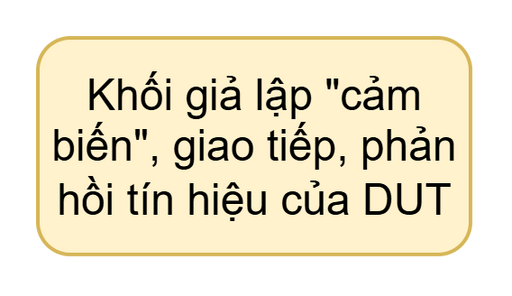 Khối giả lập "cảm
biến", giao tiếp, phản
hồi tín hiệu của DUT